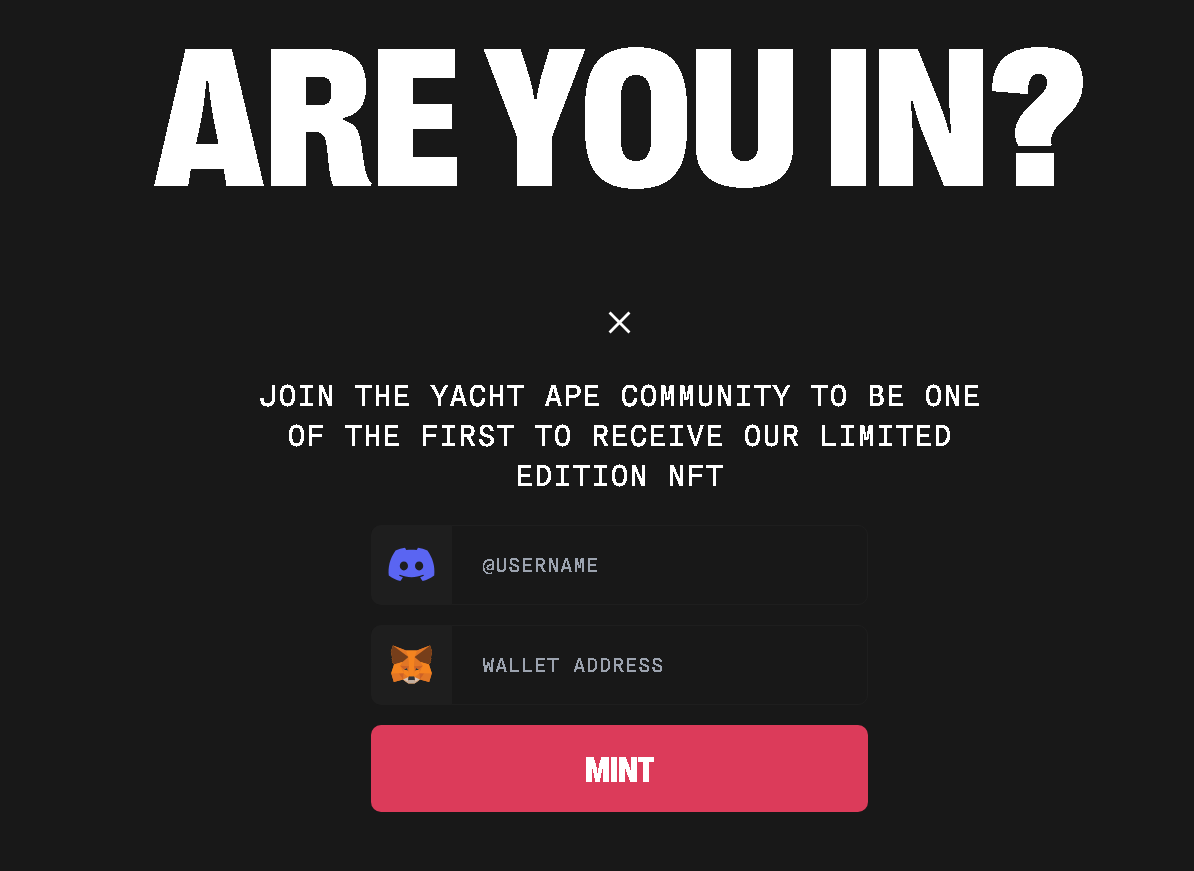 ARE YOU IN?
JOIN THE YACHT APE COMMUNITY TO BE ONE
OF THE FIRST TO RECEIVE OUR LIMITED
EDITION NFT
@USERNAME
WALLET ADDRESS
MINT